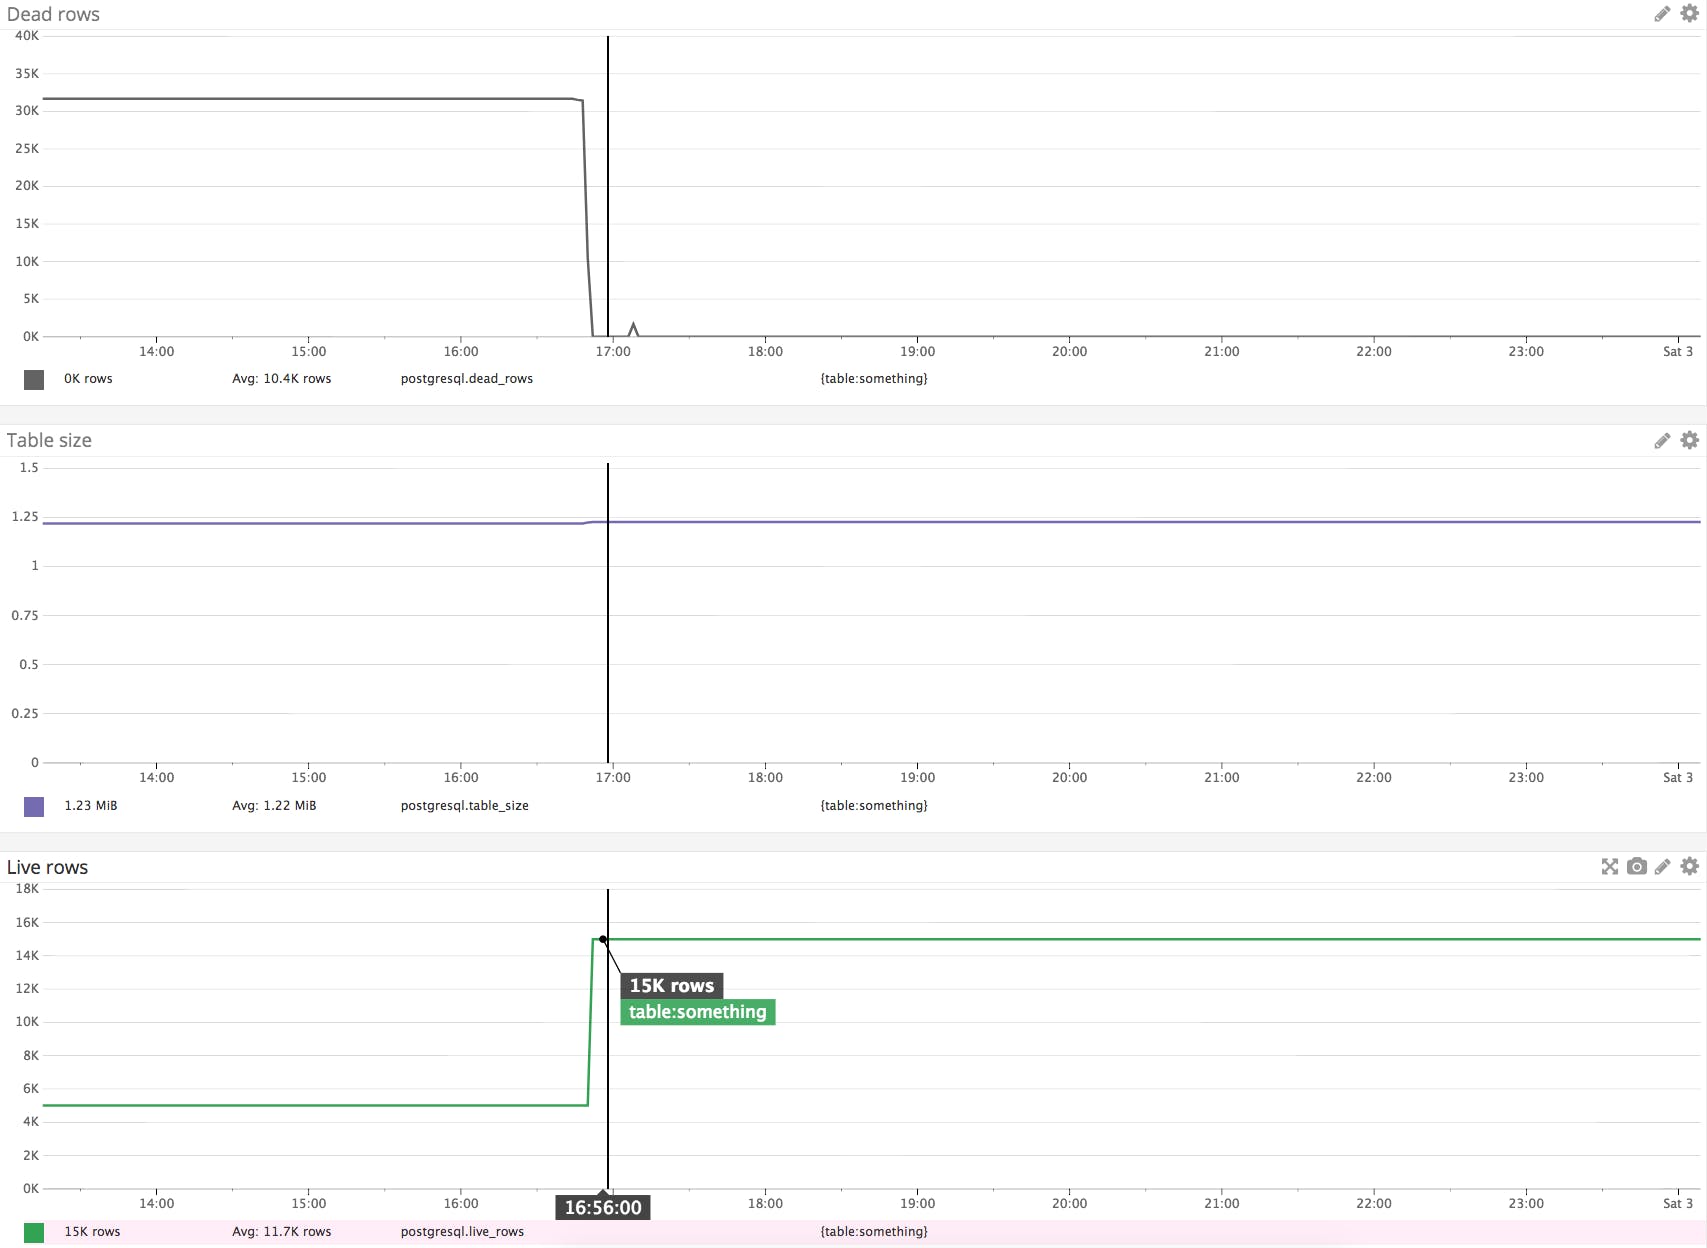 Dead rows
40K
35K
30K
25K
20K
15K
10K
5K
0K
14:00 15:00 16:00 17:00 18:00 19:00 20:00 21:00 22:00 23:00 Sat 3
0K rows Avg: 10.4K rows postgresql.dead_rows {table:something}
Table size
1.5
1.25
1
0.75
0.5
0.25
0
14:00 15:00 16:00 17:00 18:00 19:00 20:00 21:00 22:00 23:00 Sat 3
1.23 MiB Avg: 1.22 MiB postgresql.table_size {table:something}
Live rows
18K
16K
14K
15K rows
12K
table:something
10K
8K
6K
4K
2K
0K
14:00 15:00 16:00 16:56:00 18:00 19:00 20:00 21:00 22:00 23:00 Sat 3
15K rows Avg: 11.7K rows postgresql.live_rows {table:something}